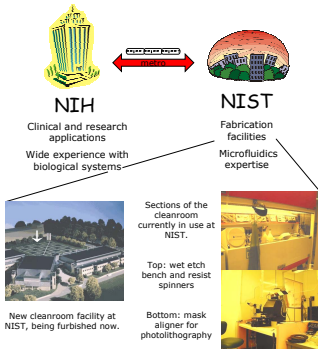 metro
NIH
NIST
Clinical and research
applications
Wide experience with
biological systems
Fabrication
facilities
Microfluidics
expertise
Sections of the
cleanroom
currently in use at
NIST.
Top: wet etch
bench and resist
spinners
Bottom: mask
aligner for
photolithography
New cleanroom facility at
NIST, being furbished now.